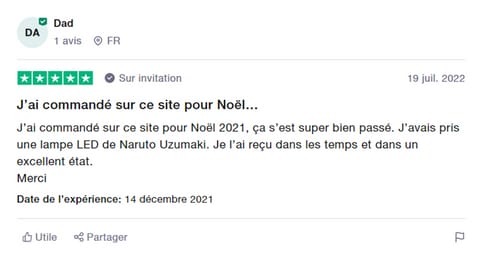 DA
Dad
1 avis FR
Sur invitation 19 juil. 2022
J’ai commandé sur ce site pour Noël…
J’ai commandé sur ce site pour Noël 2021, ça s’est super bien passé. J’avais pris
une lampe LED de Naruto Uzumaki. Je l’ai reçu dans les temps et dans un
excellent état.
Merci
Date de l’expérience: 14 décembre 2021
Utile Partager